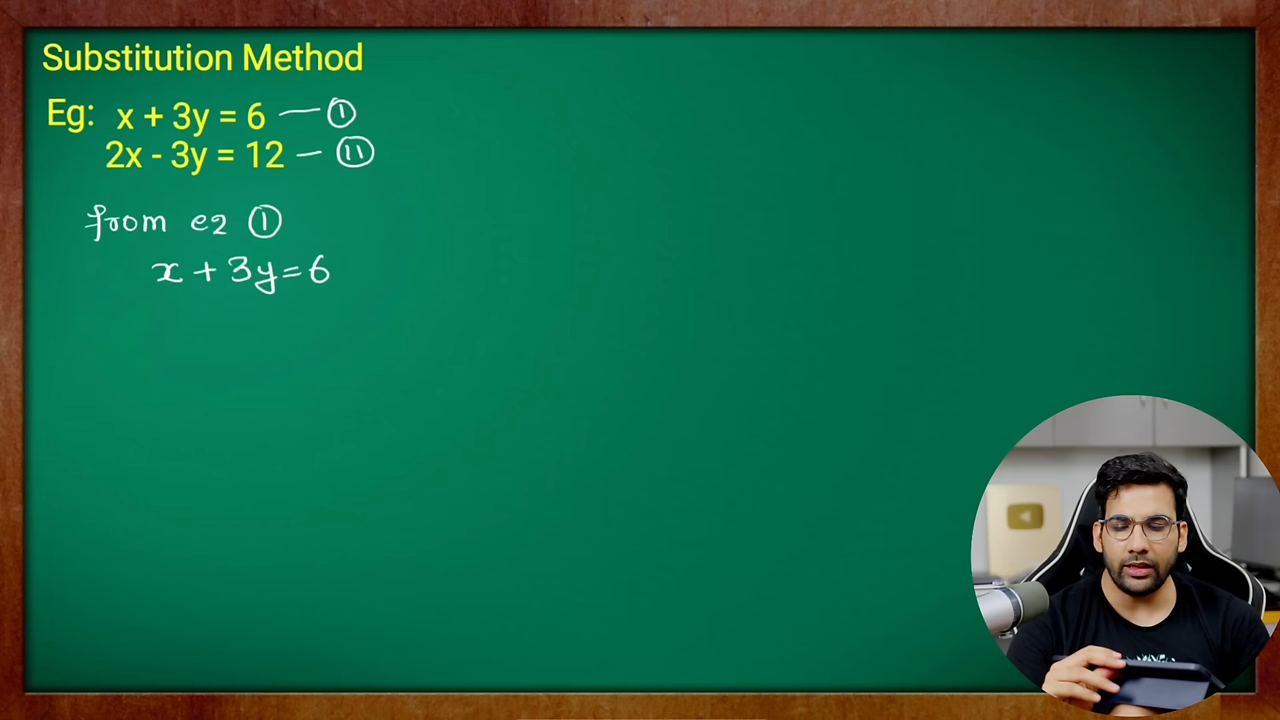 Substitution Method
Eg: x + 3y = 6 — ①
2x - 3y = 12 — ⑪
from eq ①
x + 3y = 6